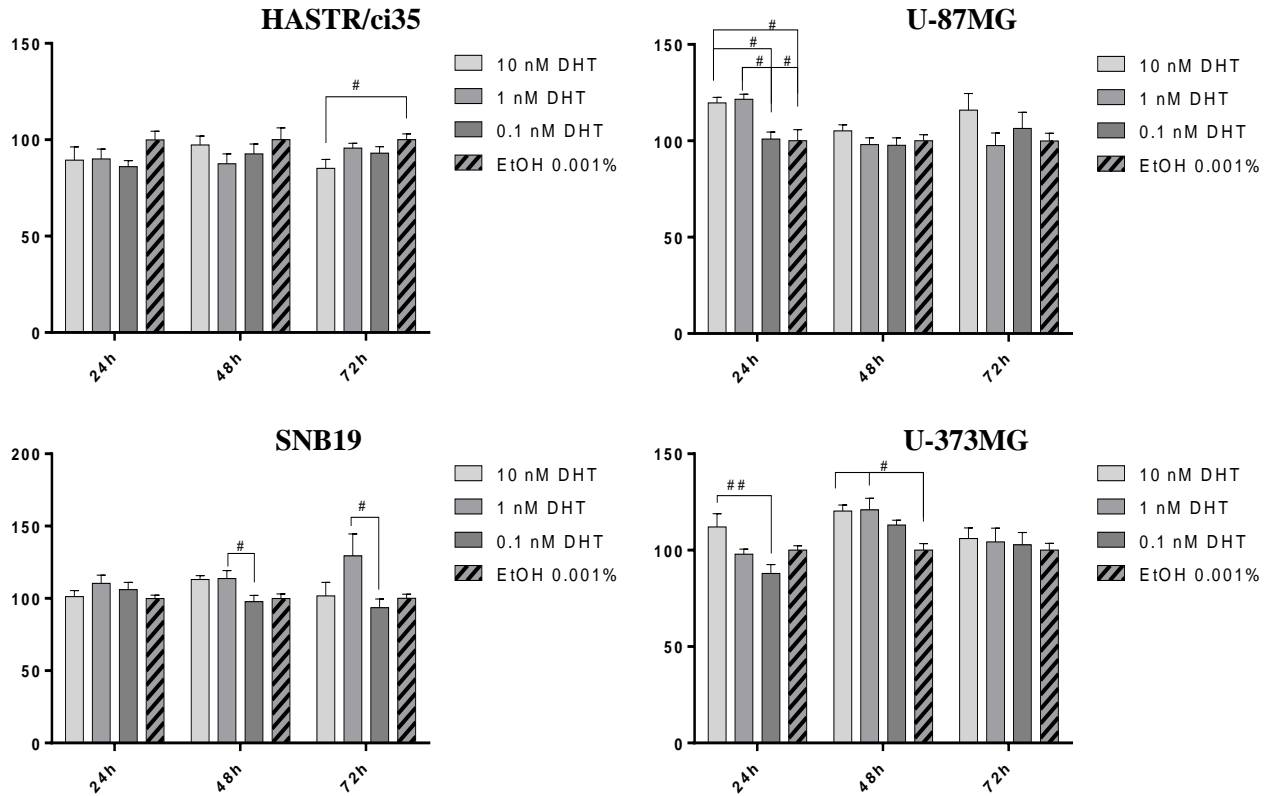 HASTR/ci35
150
100
50
0
#
24h
48h
72h
10 nM DHT
1 nM DHT
0.1 nM DHT
EtOH 0.001%
U-87MG
150
100
50
0
#
#
# #
24h
48h
72h
10 nM DHT
1 nM DHT
0.1 nM DHT
EtOH 0.001%
SNB19
200
150
100
50
0
#
#
24h
48h
72h
10 nM DHT
1 nM DHT
0.1 nM DHT
EtOH 0.001%
U-373MG
150
100
50
0
##
#
24h
48h
72h
10 nM DHT
1 nM DHT
0.1 nM DHT
EtOH 0.001%